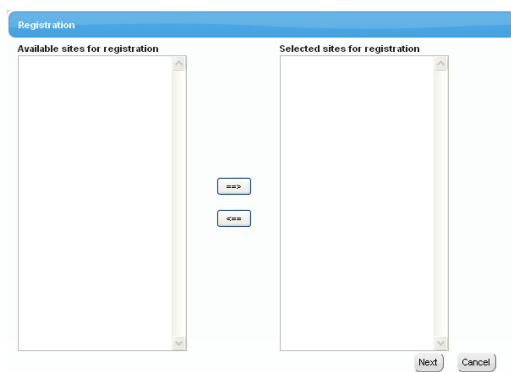 Registration
Available sites for registration
Selected sites for registration
==>
<==
Next
Cancel